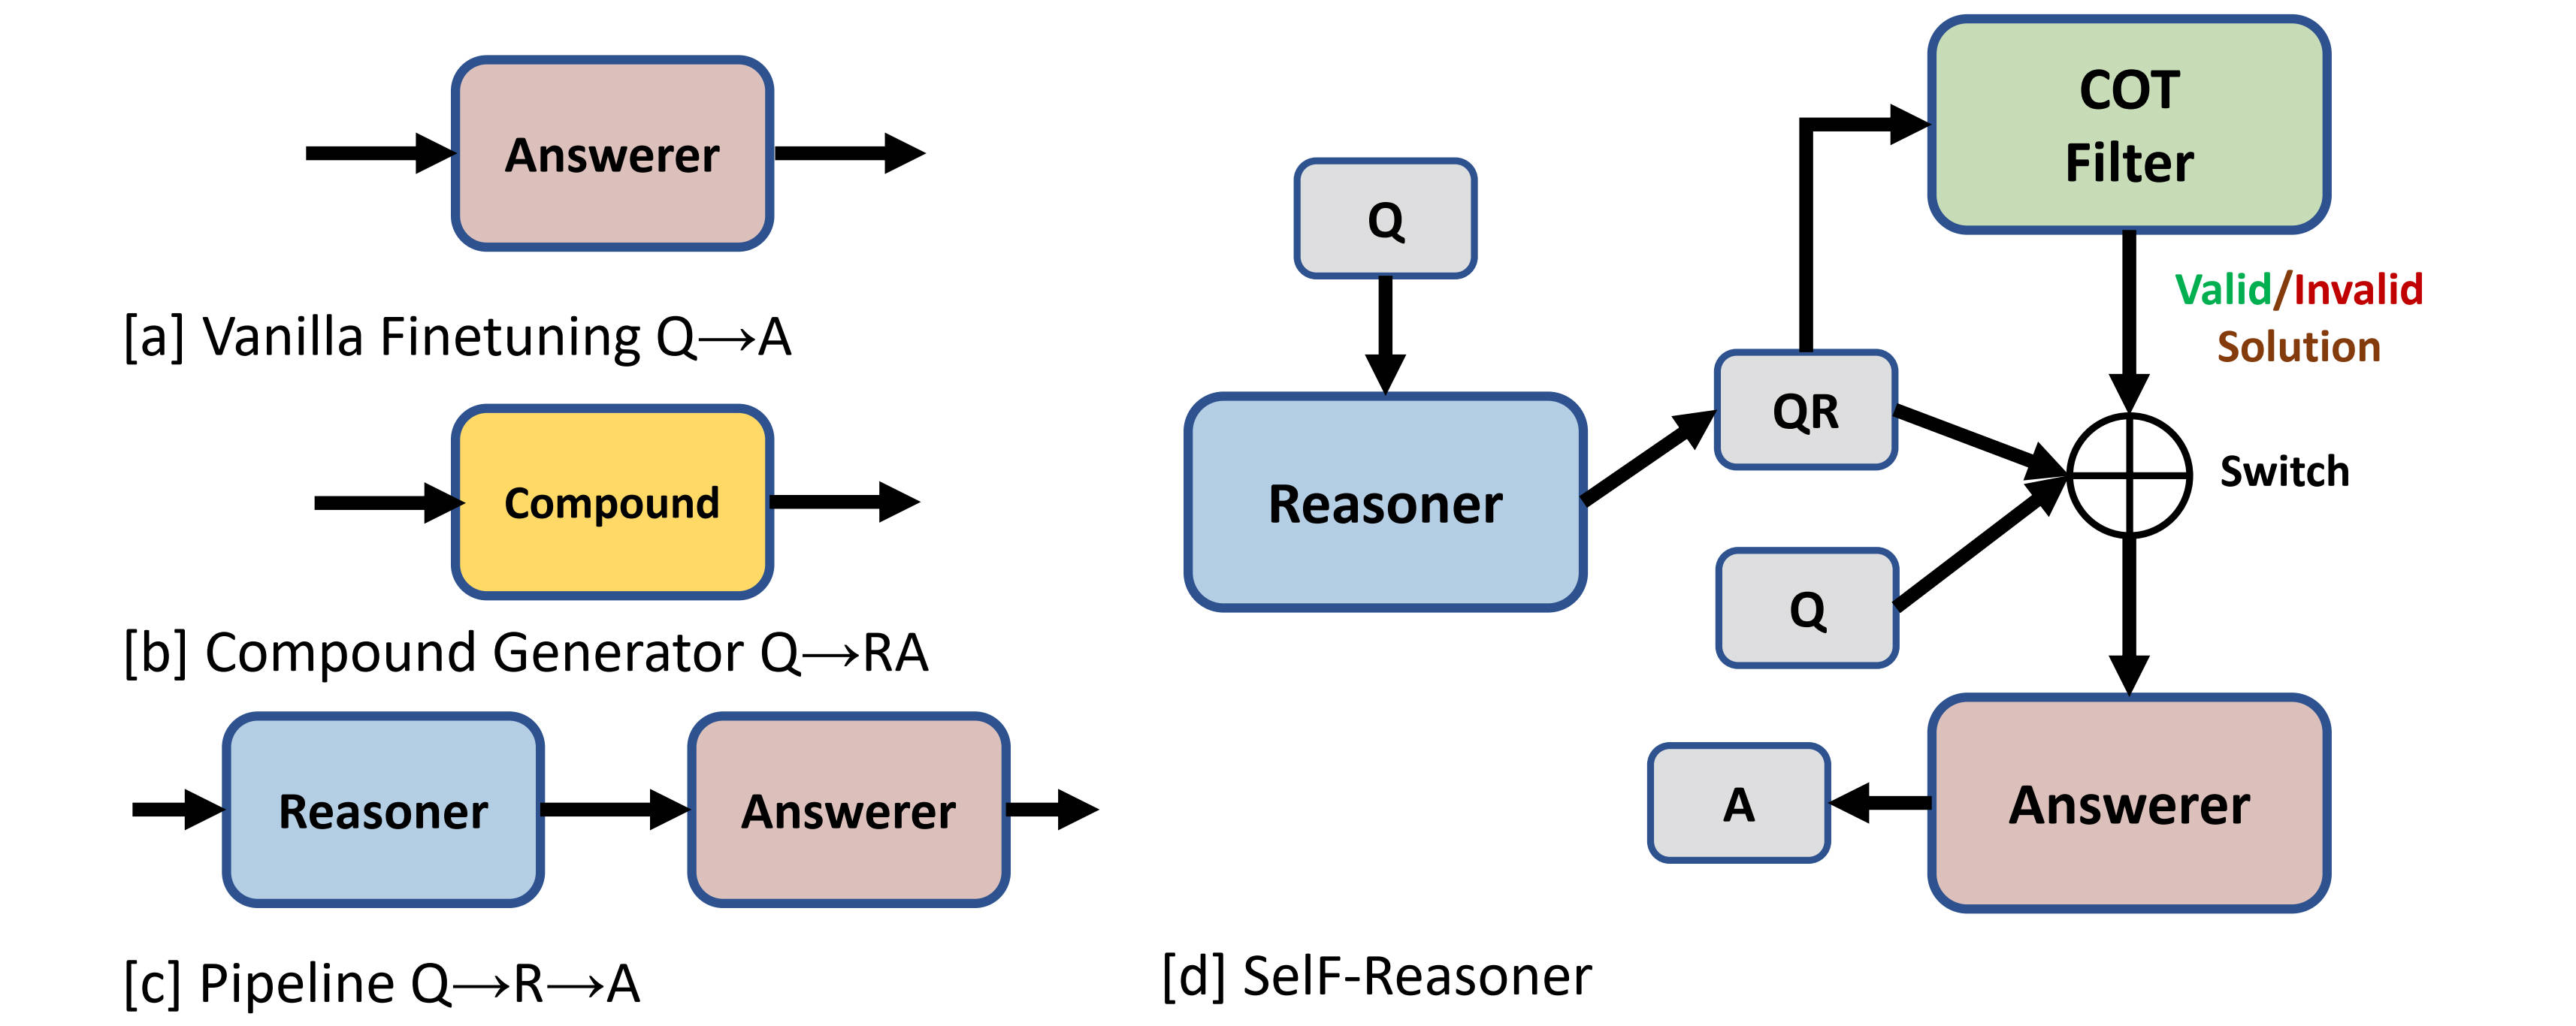 Answerer
[a] Vanilla Finetuning Q→A
Compound
[b] Compound Generator Q→RA
Reasoner
Answerer
[c] Pipeline Q→R→A
Q
Reasoner
QR
Q
COT
Filter
Valid/Invalid
Solution
Switch
Answerer
A
[d] SelF-Reasoner